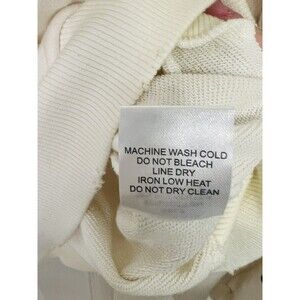 MACHINE WASH COLD
DO NOT BLEACH
LINE DRY
IRON LOW HEAT
DO NOT DRY CLEAN